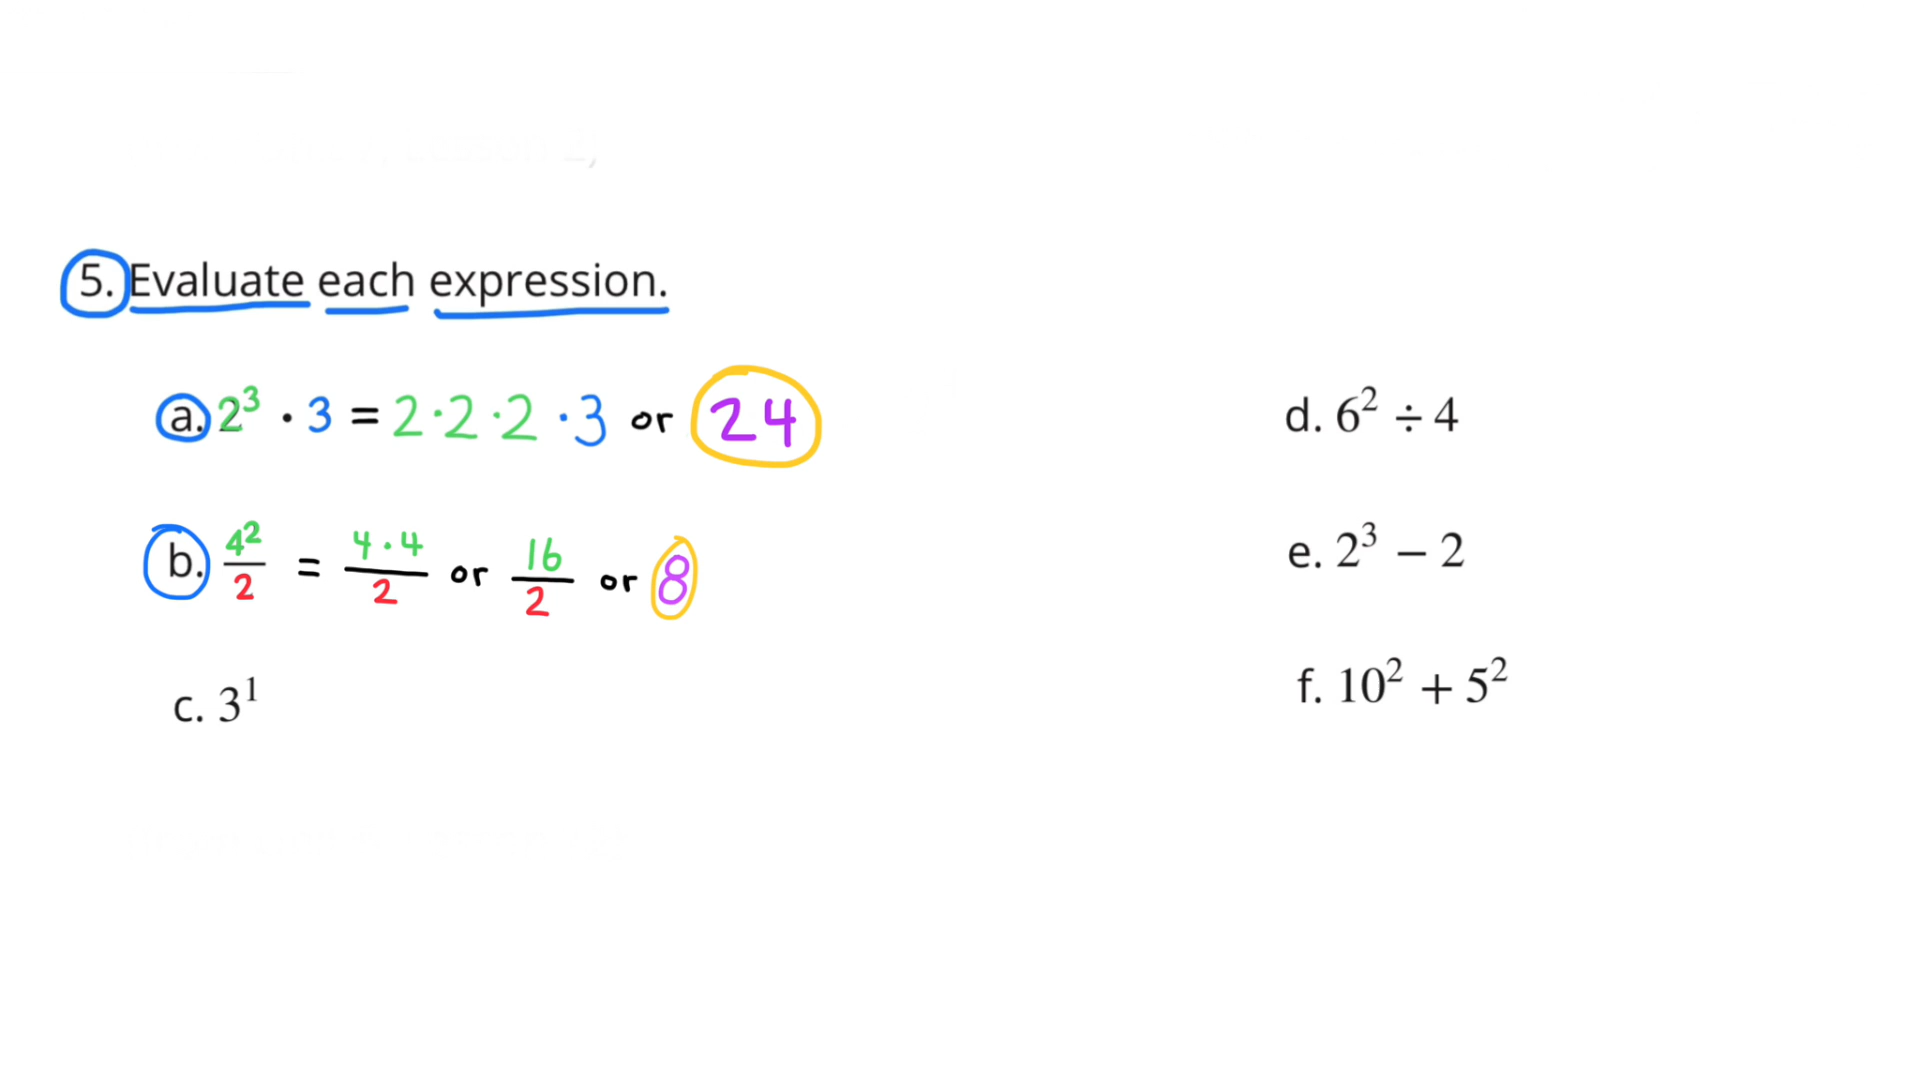 5. Evaluate each expression.
a. 2³ · 3 = 2 · 2 · 2 · 3 or 24
b. 4²/2 = 4 · 4/2 or 16/2 or 8
c. 3¹
d. 6² ÷ 4
e. 2³ − 2
f. 10² + 5²